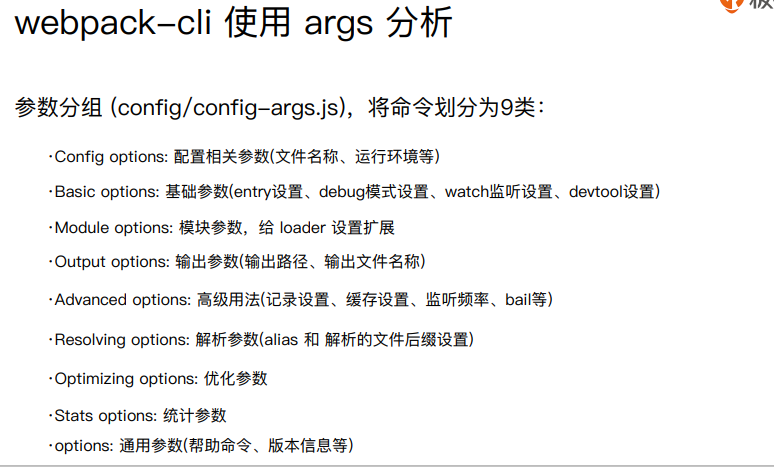 webpack-cli 使用 args 分析
参数分组 (config/config-args.js)，将命令划分为9类：
·Config options: 配置相关参数(文件名称、运行环境等)
·Basic options: 基础参数(entry设置、debug模式设置、watch监听设置、devtool设置)
·Module options: 模块参数，给 loader 设置扩展
·Output options: 输出参数(输出路径、输出文件名称)
·Advanced options: 高级用法(记录设置、缓存设置、监听频率、bail等)
·Resolving options: 解析参数(alias 和 解析的文件后缀设置)
·Optimizing options: 优化参数
·Stats options: 统计参数
·options: 通用参数(帮助命令、版本信息等)